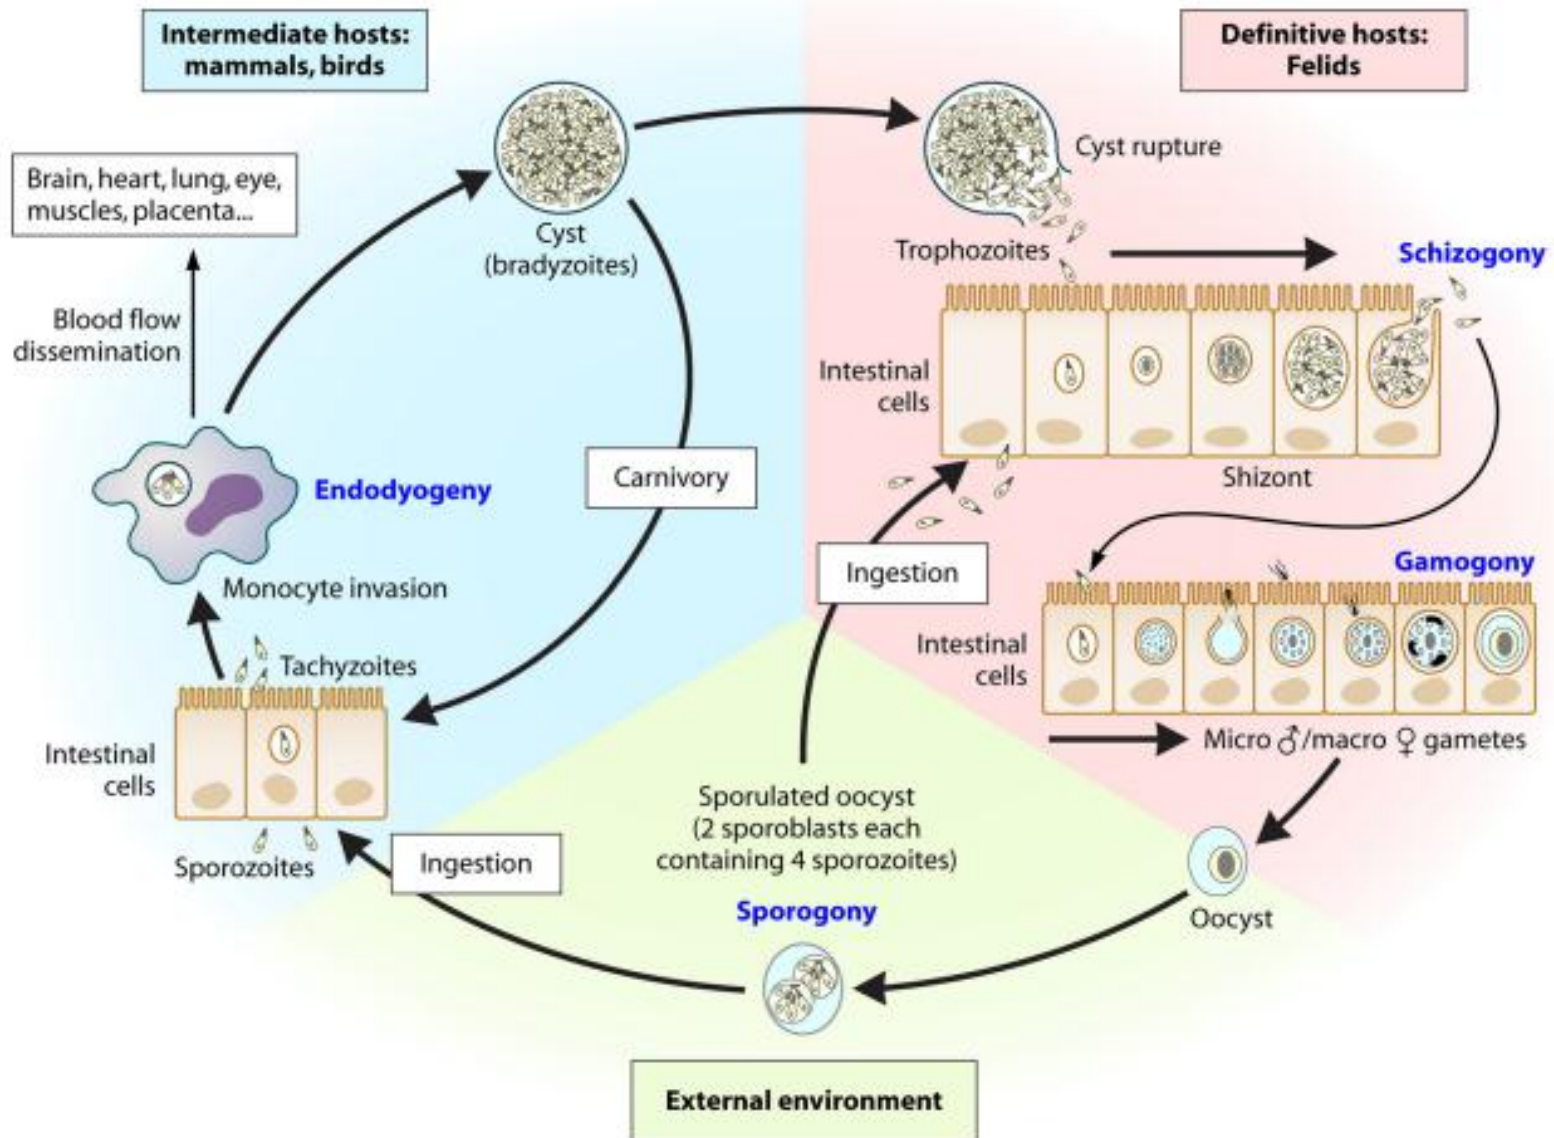 Intermediate hosts:
mammals, birds
Definitive hosts:
Felids
Brain, heart, lung, eye,
muscles, placenta...
Blood flow
dissemination
Cyst
(bradyzoites)
Cyst rupture
Trophozoites
Schizogony
Intestinal
cells
Shizont
Carnivory
Endodyogeny
Monocyte invasion
Tachyzoites
Intestinal
cells
Sporozoites
Ingestion
Ingestion
Gamogony
Intestinal
cells
Micro ♂/macro ♀ gametes
Sporulated oocyst
(2 sporoblasts each
containing 4 sporozoites)
Sporogony
Oocyst
External environment